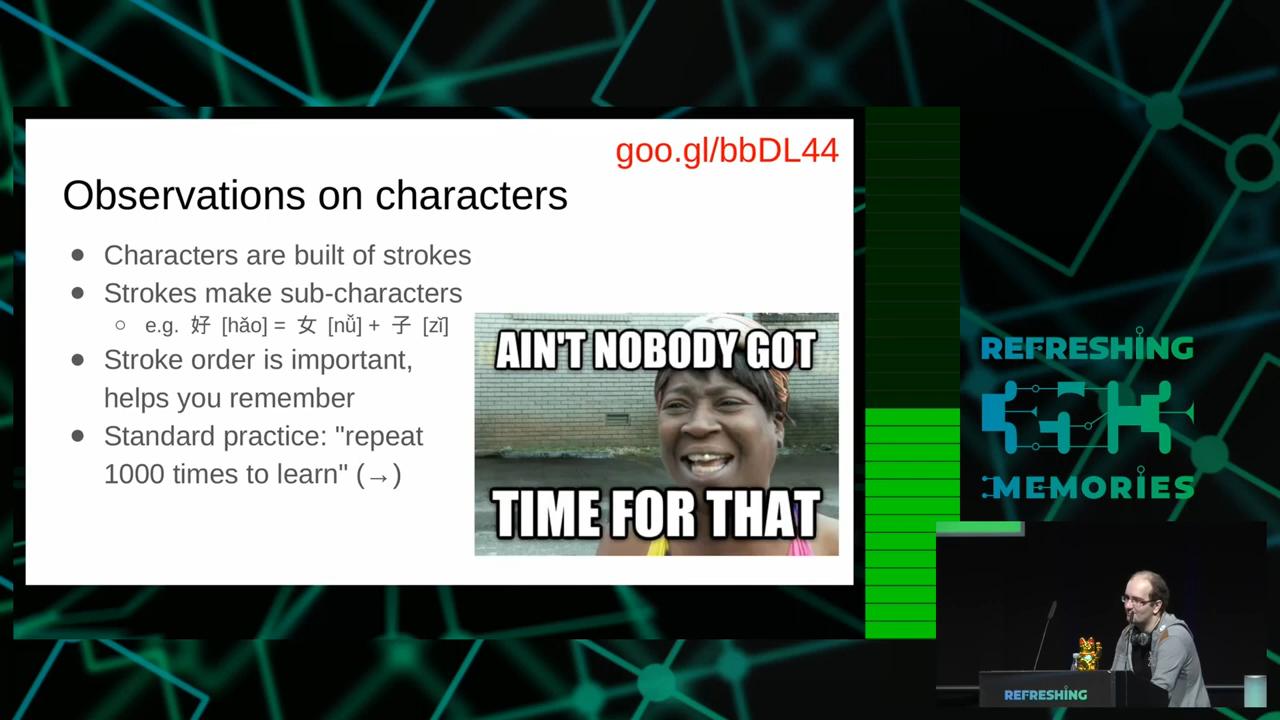 goo.gl/bbDL44
Observations on characters
● Characters are built of strokes
● Strokes make sub-characters
○ e.g. 好 [hǎo] = 女 [nǚ] + 子 [zǐ]
● Stroke order is important,
helps you remember
● Standard practice: "repeat
1000 times to learn" (→)
AIN'T NOBODY GOT
TIME FOR THAT
REFRESHING
35C3
MEMORIES
REFRESHING